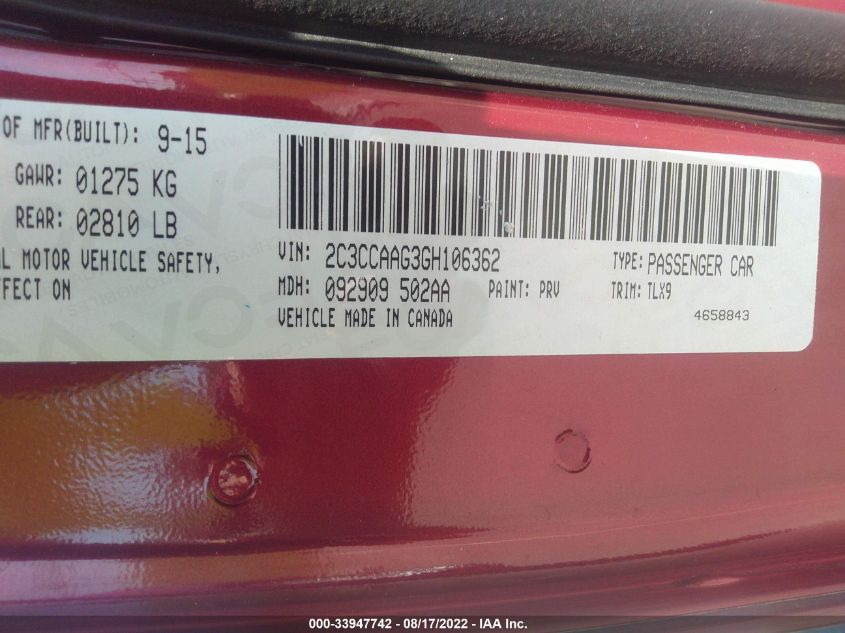 OF MFR(BUILT): 9-15
GAWR: 01275 KG
REAR: 02810 LB
L MOTOR VEHICLE SAFETY,
FFECT ON
VIN: 2C3CCAAG3GH106362
TYPE: PASSENGER CAR
MDH: 092909 502AA
PAINT: PRV
TRIM: TLX9
VEHICLE MADE IN CANADA
4658843
000-33947742 - 08/17/2022 - IAA Inc.